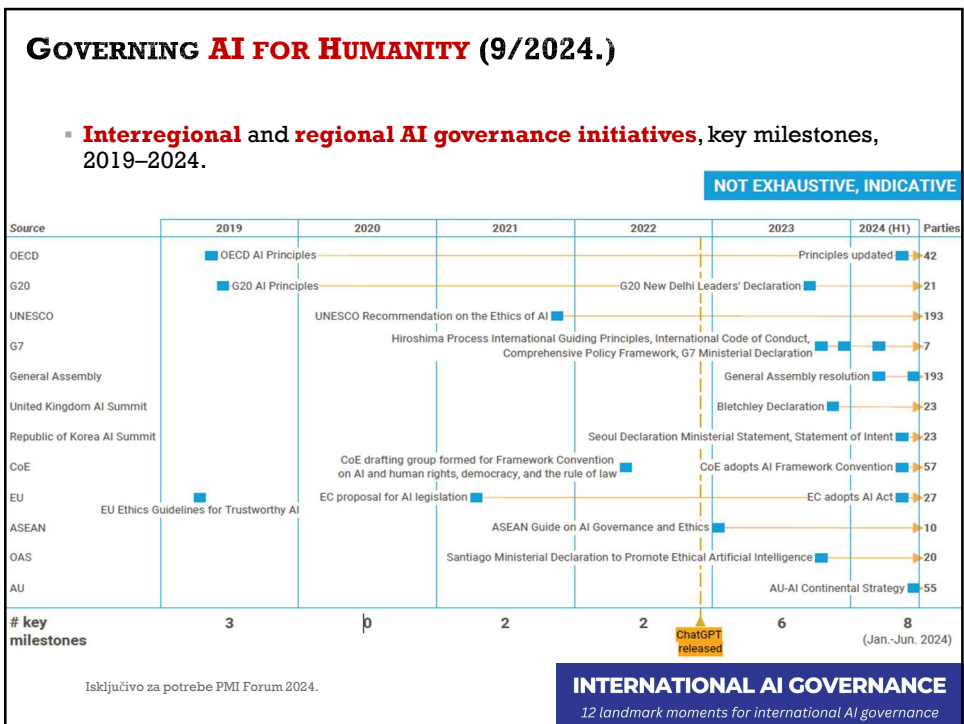 GOVERNING AI FOR HUMANITY (9/2024.)
▪ Interregional and regional AI governance initiatives, key milestones,
2019–2024.
NOT EXHAUSTIVE, INDICATIVE
Source 2019 2020 2021 2022 2023 2024 (H1) Parties
OECD OECD AI Principles Principles updated 42
G20 G20 AI Principles G20 New Delhi Leaders' Declaration 21
UNESCO UNESCO Recommendation on the Ethics of AI 193
Hiroshima Process International Guiding Principles, International Code of Conduct,
G7 Comprehensive Policy Framework, G7 Ministerial Declaration 7
General Assembly General Assembly resolution 193
United Kingdom AI Summit Bletchley Declaration 23
Republic of Korea AI Summit Seoul Declaration Ministerial Statement, Statement of Intent 23
CoE drafting group formed for Framework Convention
CoE on AI and human rights, democracy, and the rule of law CoE adopts AI Framework Convention 57
EU EC proposal for AI legislation EC adopts AI Act 27
EU Ethics Guidelines for Trustworthy AI
ASEAN ASEAN Guide on AI Governance and Ethics 10
OAS Santiago Ministerial Declaration to Promote Ethical Artificial Intelligence 20
AU AU-AI Continental Strategy 55
# key
milestones 3 0 2 2 6 8
ChatGPT
released
(Jan.-Jun. 2024)
Isključivo za potrebe PMI Forum 2024.
INTERNATIONAL AI GOVERNANCE
12 landmark moments for international AI governance